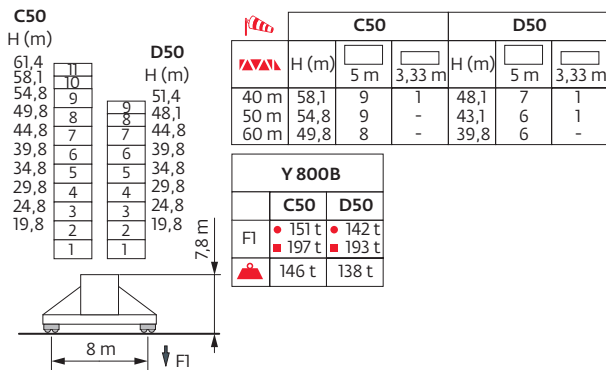 C50
H (m)
61,4
58,1
54,8
49,8
44,8
39,8
34,8
29,8
24,8
19,8
11
10
9
8
7
6
5
4
3
2
1
D50
H (m)
51,4
48,1
44,8
39,8
34,8
29,8
24,8
19,8
9
8
7
6
5
4
3
2
1
7,8 m
8 m
F1
C50 D50
H (m) 5 m 3,33 m H (m) 5 m 3,33 m
40 m 58,1 9 1 48,1 7 1
50 m 54,8 9 - 43,1 6 1
60 m 49,8 8 - 39,8 6 -
Y 800B
C50 D50
F1 151 t 142 t
197 t 193 t
146 t 138 t